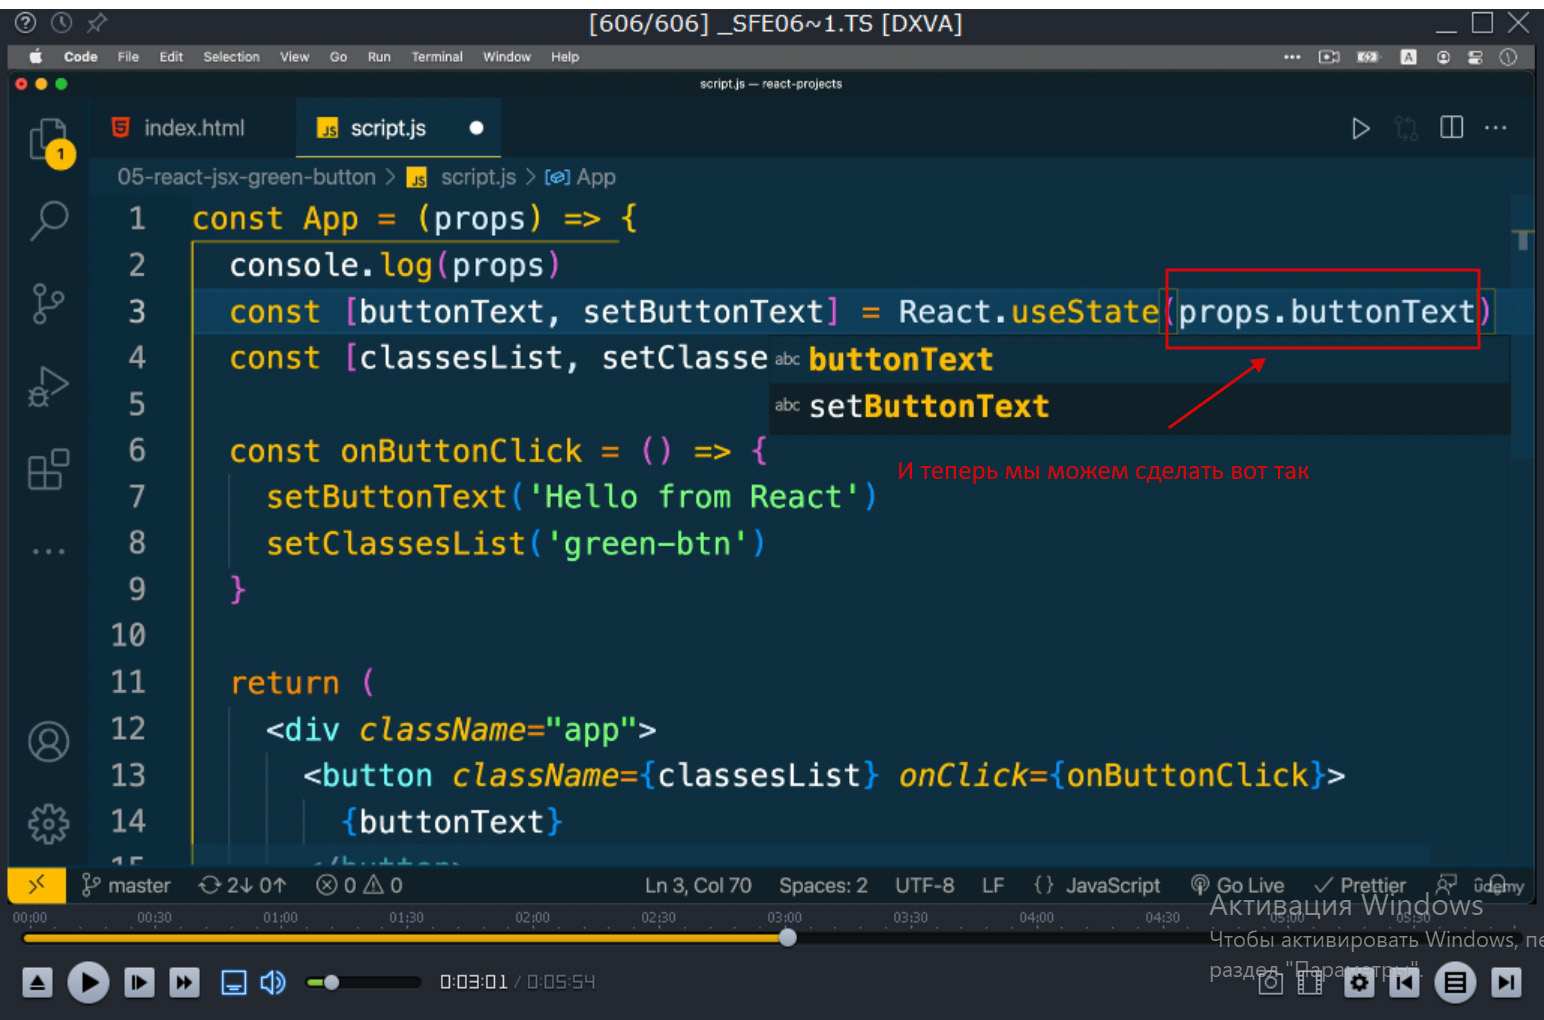 [606/606] _SFE06~1.TS [DXVA]
Code File Edit Selection View Go Run Terminal Window Help
A
script.js — react-projects
index.html
JS script.js
1
05-react-jsx-green-button > JS script.js > App
1 const App = (props) => {
2 console.log(props)
3 const [buttonText, setButtonText] = React.useState(props.buttonText)
4 const [classesList, setClasse
abc buttonText
abc setButtonText
5
6 const onButtonClick = () => {
И теперь мы можем сделать вот так
7 setButtonText('Hello from React')
8 setClassesList('green-btn')
9 }
10
11 return (
12 <div className="app">
13 <button className={classesList} onClick={onButtonClick}>
14 {buttonText}
15 </button>
master 2↓ 0↑ 0 0 Ln 3, Col 70 Spaces: 2 UTF-8 LF {} JavaScript Go Live Prettier
ûdemy
00:00 00:30 01:00 01:30 02:00 02:30 03:00 03:30 04:00 04:30 05:00 05:30
Активация Windows
Чтобы активировать Windows, пе
раздел "Параметры".
0:03:01 / 0:05:54